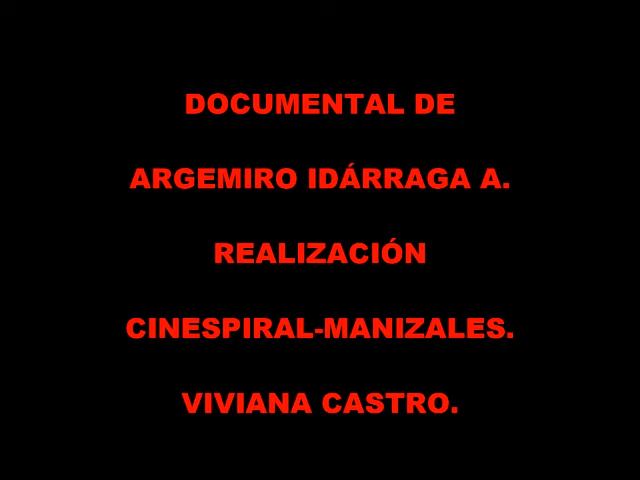 DOCUMENTAL DE
ARGEMIRO IDÁRRAGA A.
REALIZACIÓN
CINESPIRAL-MANIZALES.
VIVIANA CASTRO.